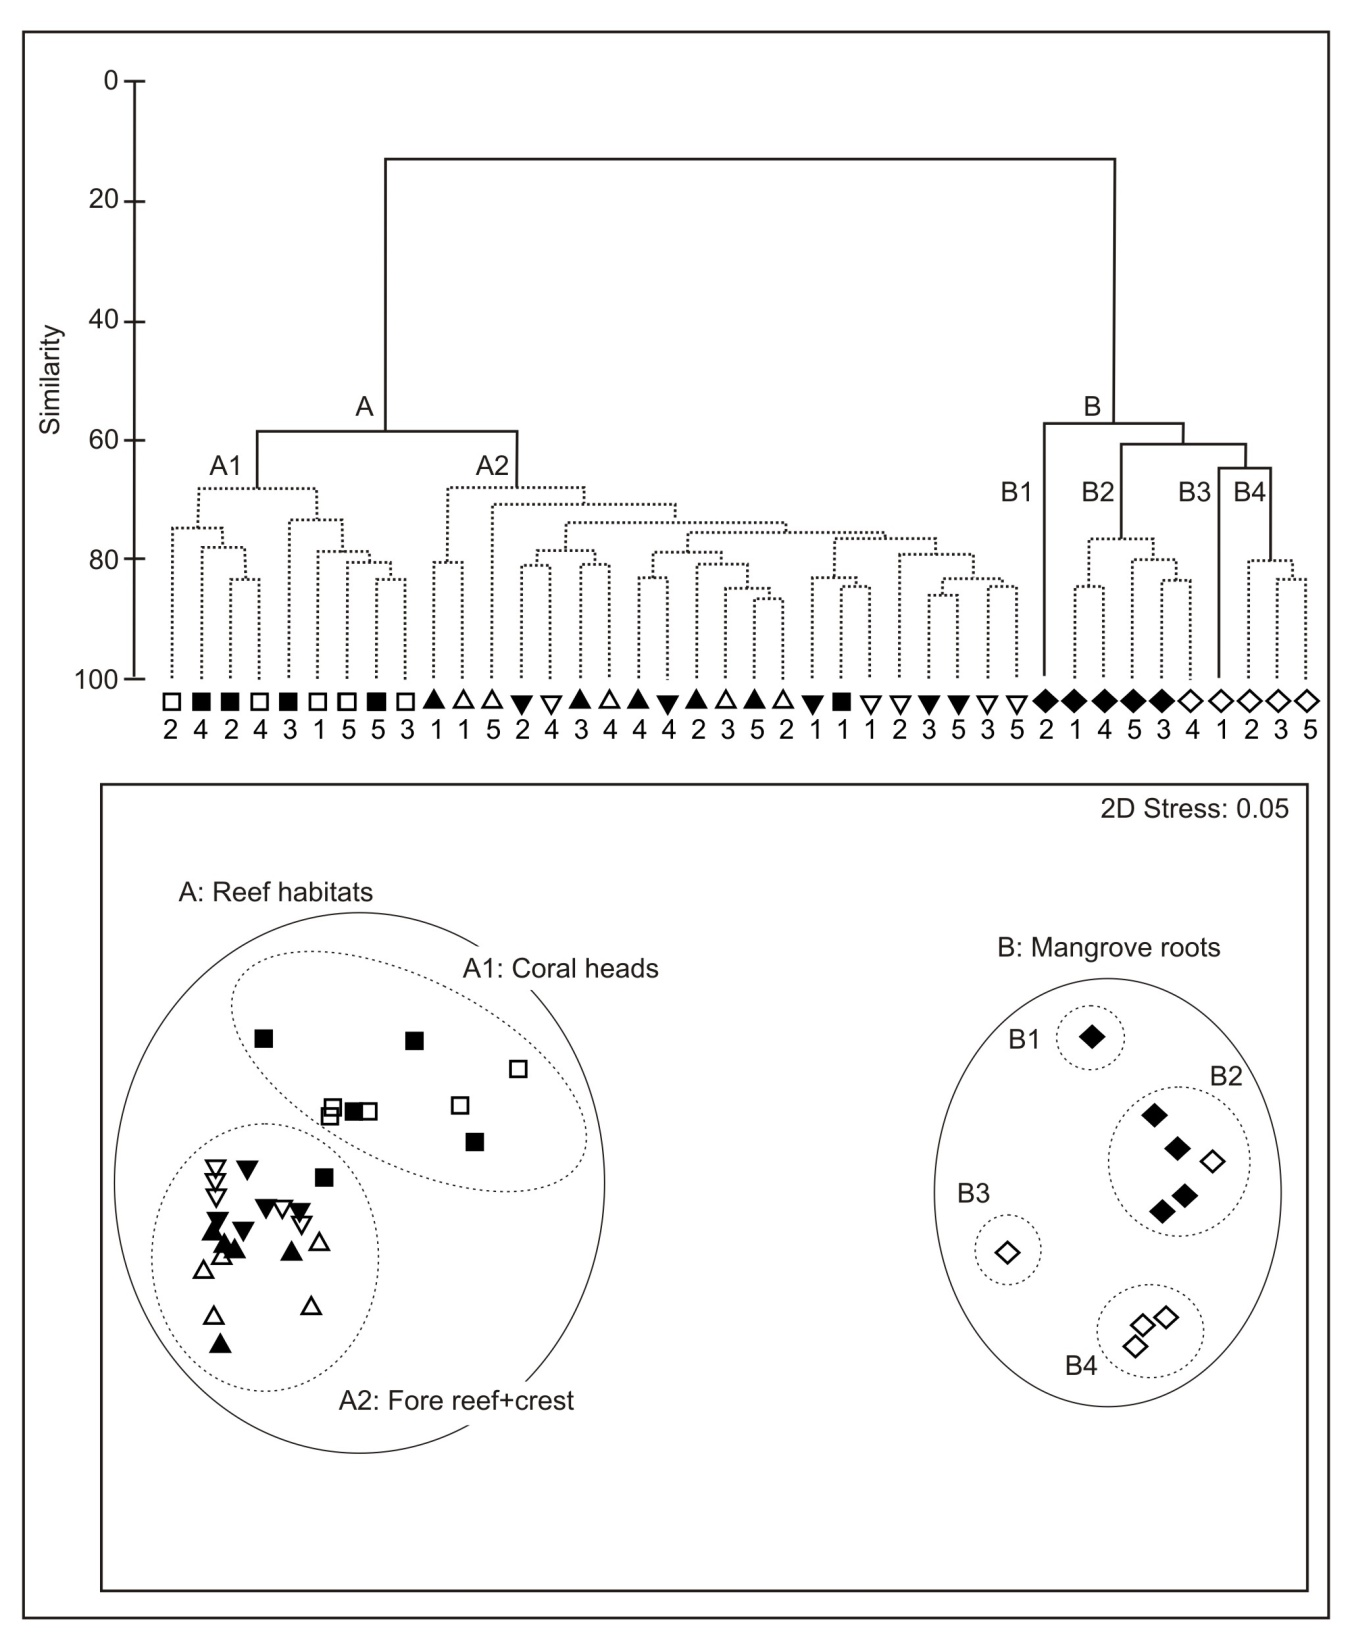 0
20
40
60
80
100
Similarity
A
B
A1
A2
B1
B2
B3
B4
2 4 2 4 3 1 5 5 3 1 1 5 2 4 3 4 4 4 2 3 5 2 1 1 1 2 3 5 3 5 2 1 4 5 3 4 1 2 3 5
2D Stress: 0.05
A: Reef habitats
B: Mangrove roots
A1: Coral heads
B1
B2
B3
B4
A2: Fore reef+crest